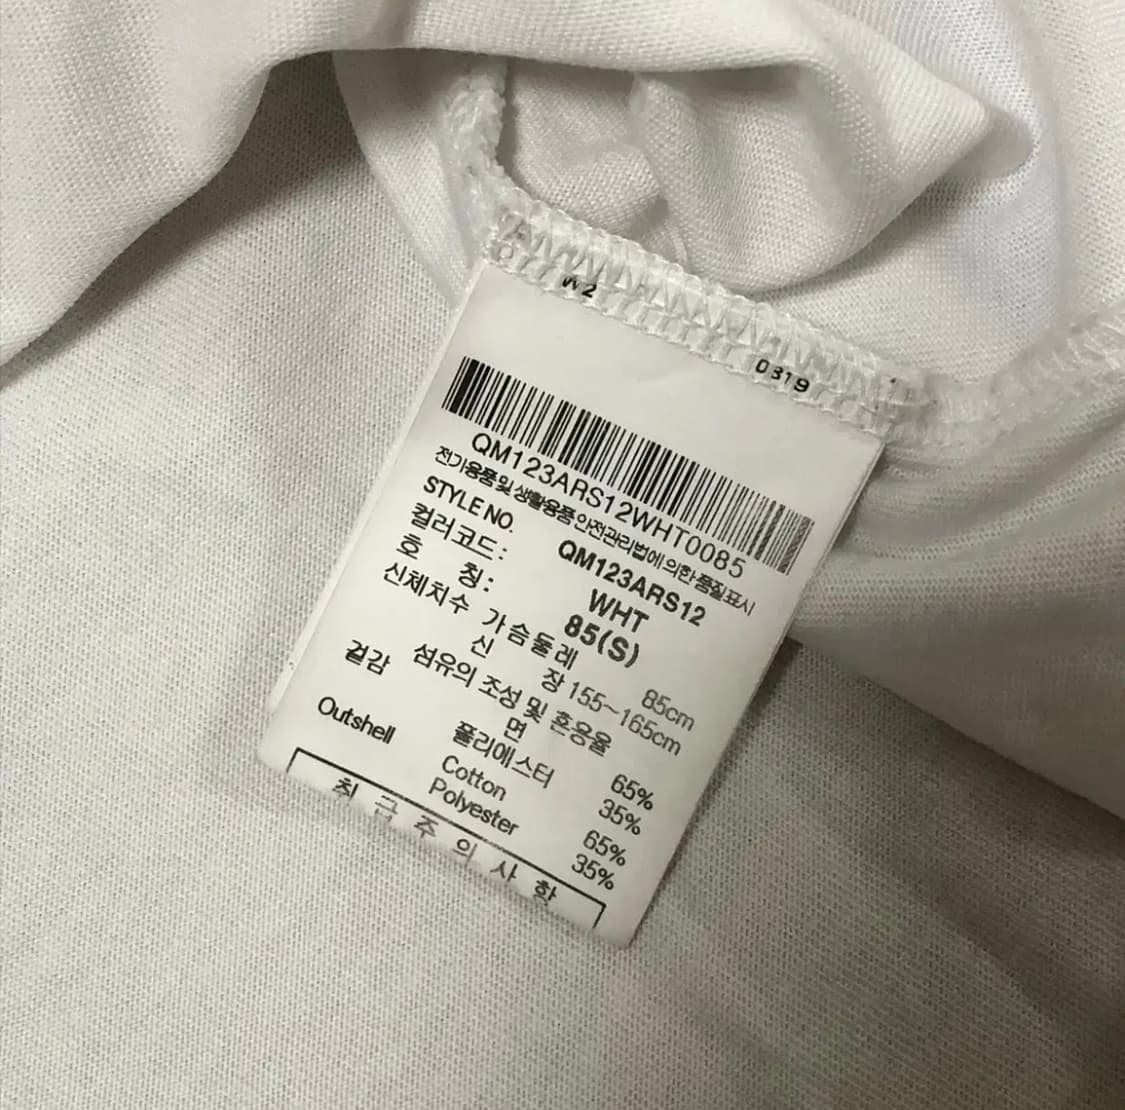 W2
0319
QM123ARS12WHT0085
전기용품및 생활용품 안전관리법에 의한 품질표시
STYLE NO. QM123ARS12
컬러코드: WHT
호 칭: 85(S)
신체치수 가슴둘레 85cm
신 장 155~165cm
섬유의 조성 및 혼용율
겉감 면 65%
폴리에스터 35%
Outshell Cotton 65%
Polyester 35%
취 급 주 의 사 항